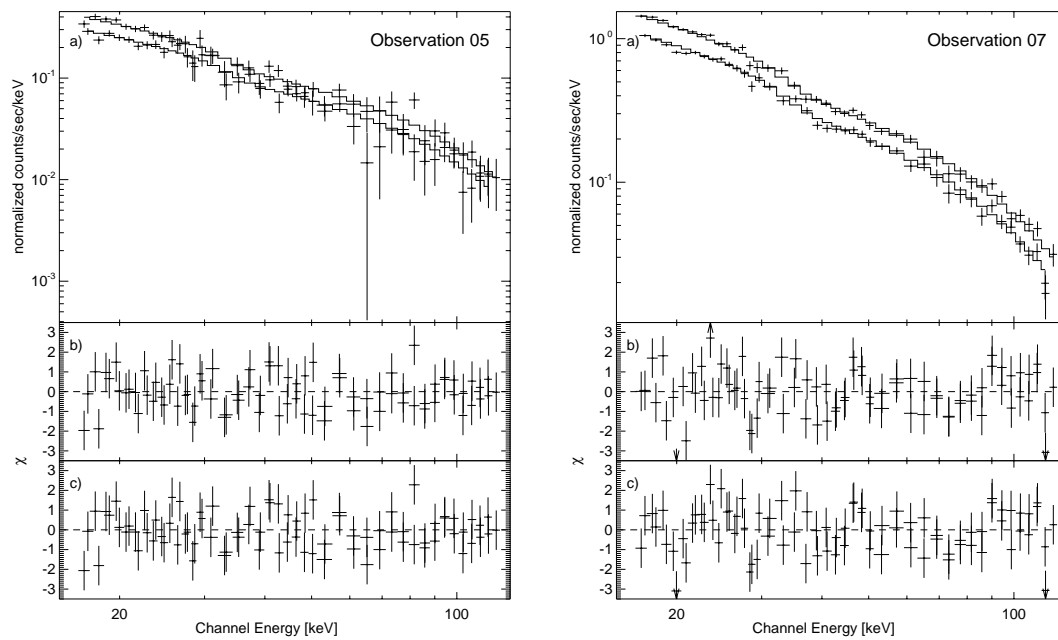 a)
Observation 05
normalized counts/sec/keV
10⁻¹
10⁻²
10⁻³
b)
3
2
1
0
-1
-2
-3
χ
c)
3
2
1
0
-1
-2
-3
20
100
Channel Energy [keV]
a)
Observation 07
normalized counts/sec/keV
10⁰
10⁻¹
b)
3
2
1
0
-1
-2
-3
χ
c)
3
2
1
0
-1
-2
-3
20
100
Channel Energy [keV]